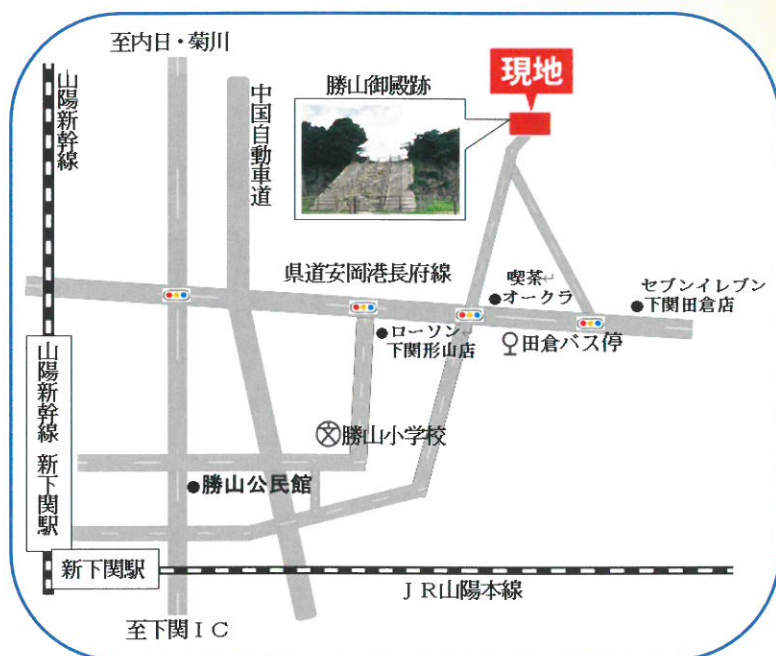 至内日・菊川
山陽新幹線
中国自動車道
勝山御殿跡
現地
県道安岡港長府線
喫茶↵
オークラ
セブンイレブン
下関田倉店
ローソン↵
下関形山店
田倉バス停
山陽新幹線 新下関駅
文
勝山小学校
勝山公民館
新下関駅
JR山陽本線
至下関IC